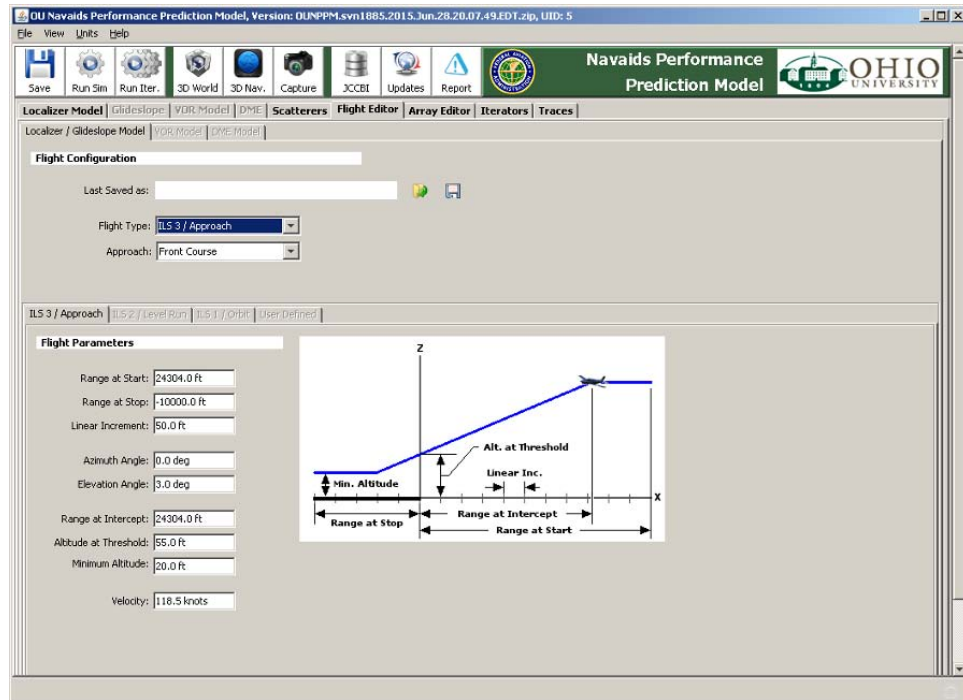 OU Navaids Performance Prediction Model, Version: OUNPPM.svn1885.2015.Jun.28.20.07.49.EDT.zip, UID: 5
File View Units Help
Save Run Sim Run Iter. 3D World 3D Nav. Capture JCCBI Updates Report
Navaids Performance
Prediction Model
OHIO
UNIVERSITY
Localizer Model Glideslope VOR Model DME Scatterers Flight Editor Array Editor Iterators Traces
Localizer / Glideslope Model VOR Model DME Model
Flight Configuration
Last Saved as:
Flight Type: ILS 3 / Approach
Approach: Front Course
ILS 3 / Approach ILS 2 / Level Run ILS 1 / Orbit User Defined
Flight Parameters
Range at Start: 24304.0 ft
Range at Stop: -10000.0 ft
Linear Increment: 50.0 ft
Azimuth Angle: 0.0 deg
Elevation Angle: 3.0 deg
Range at Intercept: 24304.0 ft
Altitude at Threshold: 55.0 ft
Minimum Altitude: 20.0 ft
Velocity: 118.5 knots
Z
Alt. at Threshold
Linear Inc.
Min. Altitude
X
Range at Stop
Range at Intercept
Range at Start